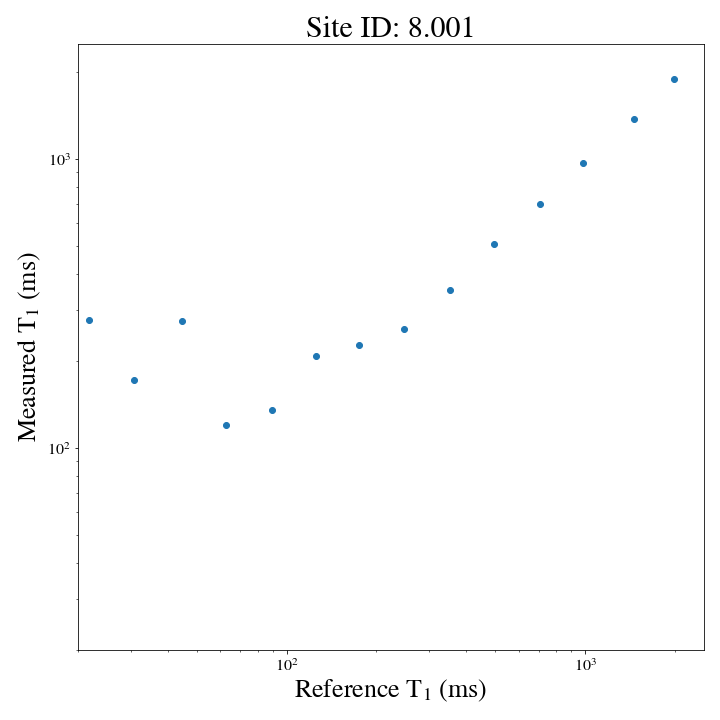 Site ID: 8.001
Measured T₁ (ms)
10³
10²
10²
10³
Reference T₁ (ms)